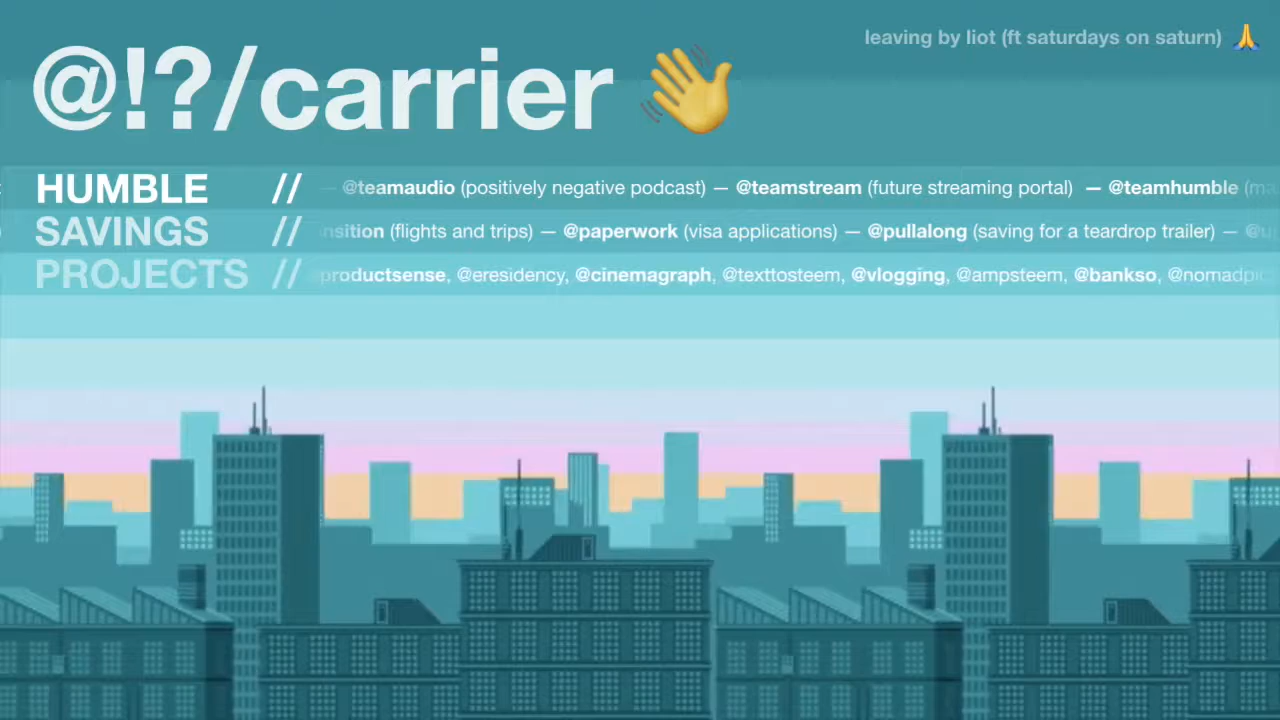 leaving by liot (ft saturdays on saturn) 🙏
@!?/carrier 👋
HUMBLE // — @teamaudio (positively negative podcast) — @teamstream (future streaming portal) — @teamhumble
SAVINGS // (flights and trips) — @paperwork (visa applications) — @pullalong (saving for a teardrop trailer) —
PROJECTS // productsense, @eresidency, @cinemagraph, @texttosteem, @vlogging, @ampsteem, @bankso,